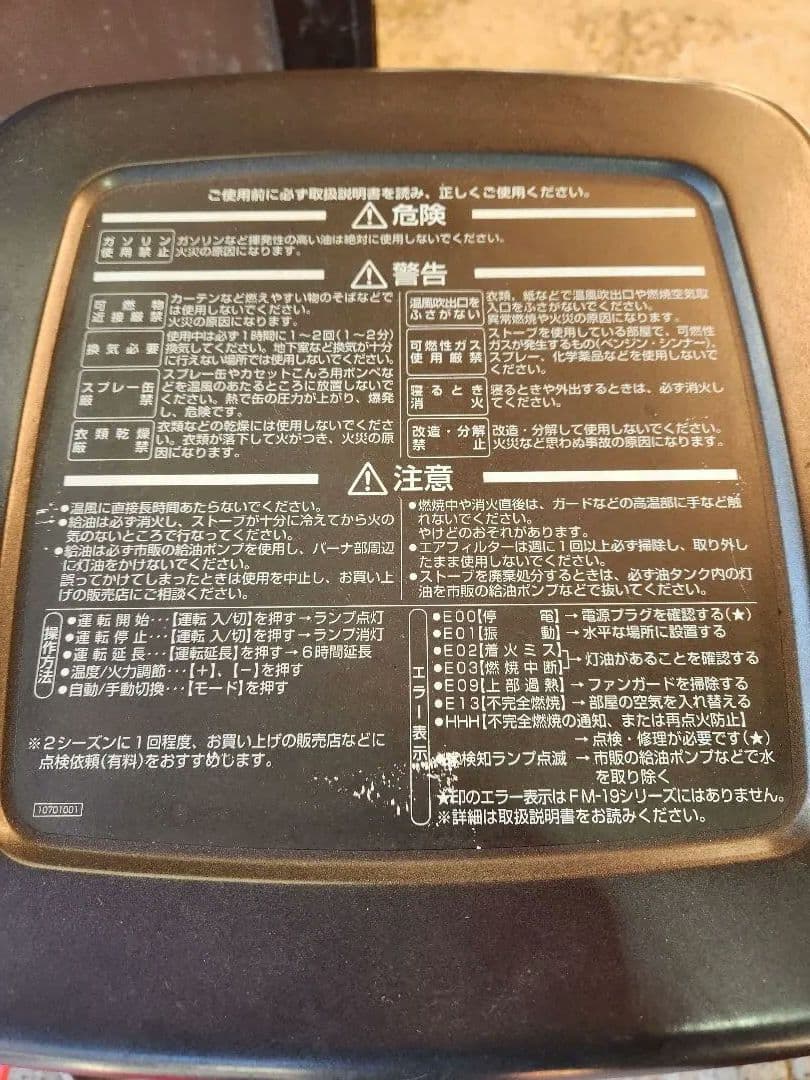 ご使用前に必ず取扱説明書を読み、正しくご使用ください。
危険
ガソリン
使用禁止
ガソリンなど揮発性の高い油は絶対に使用しないでください。
火災の原因になります。
警告
可燃物
近接厳禁
カーテンなど燃えやすい物のそばなどで
は使用しないでください。
火災の原因になります。
換気必要
使用中は必ず1時間に1〜2回(1〜2分)
換気してください。地下室など換気が十分
に行えない場所では使用しないでください。
スプレー缶
厳禁
スプレー缶やカセットこんろ用ボンベな
どを温風のあたるところに放置しないで
ください。熱で缶の圧力が上がり、爆発
し、危険です。
衣類乾燥
厳禁
衣類などの乾燥には使用しないでくださ
い。衣類が落下して火がつき、火災の原
因になります。
温風吹出口を
ふさがない
衣類、紙などで温風吹出口や燃焼空気取
入口をふさがないでください。
異常燃焼や火災の原因になります。
可燃性ガス
使用厳禁
ストーブを使用している部屋で、可燃性
ガスが発生するもの(ベンジン・シンナー)、
スプレー、化学薬品などを使用しないで
ください。
寝るとき
消火
寝るときや外出するときは、必ず消火し
てください。
改造・分解
禁止
改造・分解して使用しないでください。
火災など思わぬ事故の原因になります。
注意
●温風に直接長時間あたらないでください。
●給油は必ず消火し、ストーブが十分に冷えてから火の
気のないところで行なってください。
●給油は必ず市販の給油ポンプを使用し、バーナ部周辺
に灯油をかけないでください。
誤ってかけてしまったときは使用を中止し、お買い上
げの販売店にご相談ください。
●燃焼中や消火直後は、ガードなどの高温部に手など触
れないでください。
やけどのおそれがあります。
●エアフィルターは週に1回以上必ず掃除し、取り外し
たまま使用しないでください。
●ストーブを廃棄処分するときは、必ず油タンク内の灯
油を市販の給油ポンプなどで抜いてください。
操作方法
●運転開始･･･【運転 入/切】を押す→ランプ点灯
●運転停止･･･【運転 入/切】を押す→ランプ消灯
●運転延長･･･【運転延長】を押す→6時間延長
●温度/火力調節･･･【+】、【−】を押す
●自動/手動切換･･･【モード】を押す
※2シーズンに1回程度、お買い上げの販売店などに
点検依頼(有料)をおすすめします。
10701001
エラー表示
●E00【停電】→電源プラグを確認する(★)
●E01【振動】→水平な場所に設置する
●E02【着火ミス】
●E03【燃焼中断】→灯油があることを確認する
●E09【上部過熱】→ファンガードを掃除する
●E13【不完全燃焼】→部屋の空気を入れ替える
●HHH【不完全燃焼の通知、または再点火防止】
→点検・修理が必要です(★)
検知ランプ点滅→市販の給油ポンプなどで水
を取り除く
★印のエラー表示はFM-19シリーズにはありません。
※詳細は取扱説明書をお読みください。